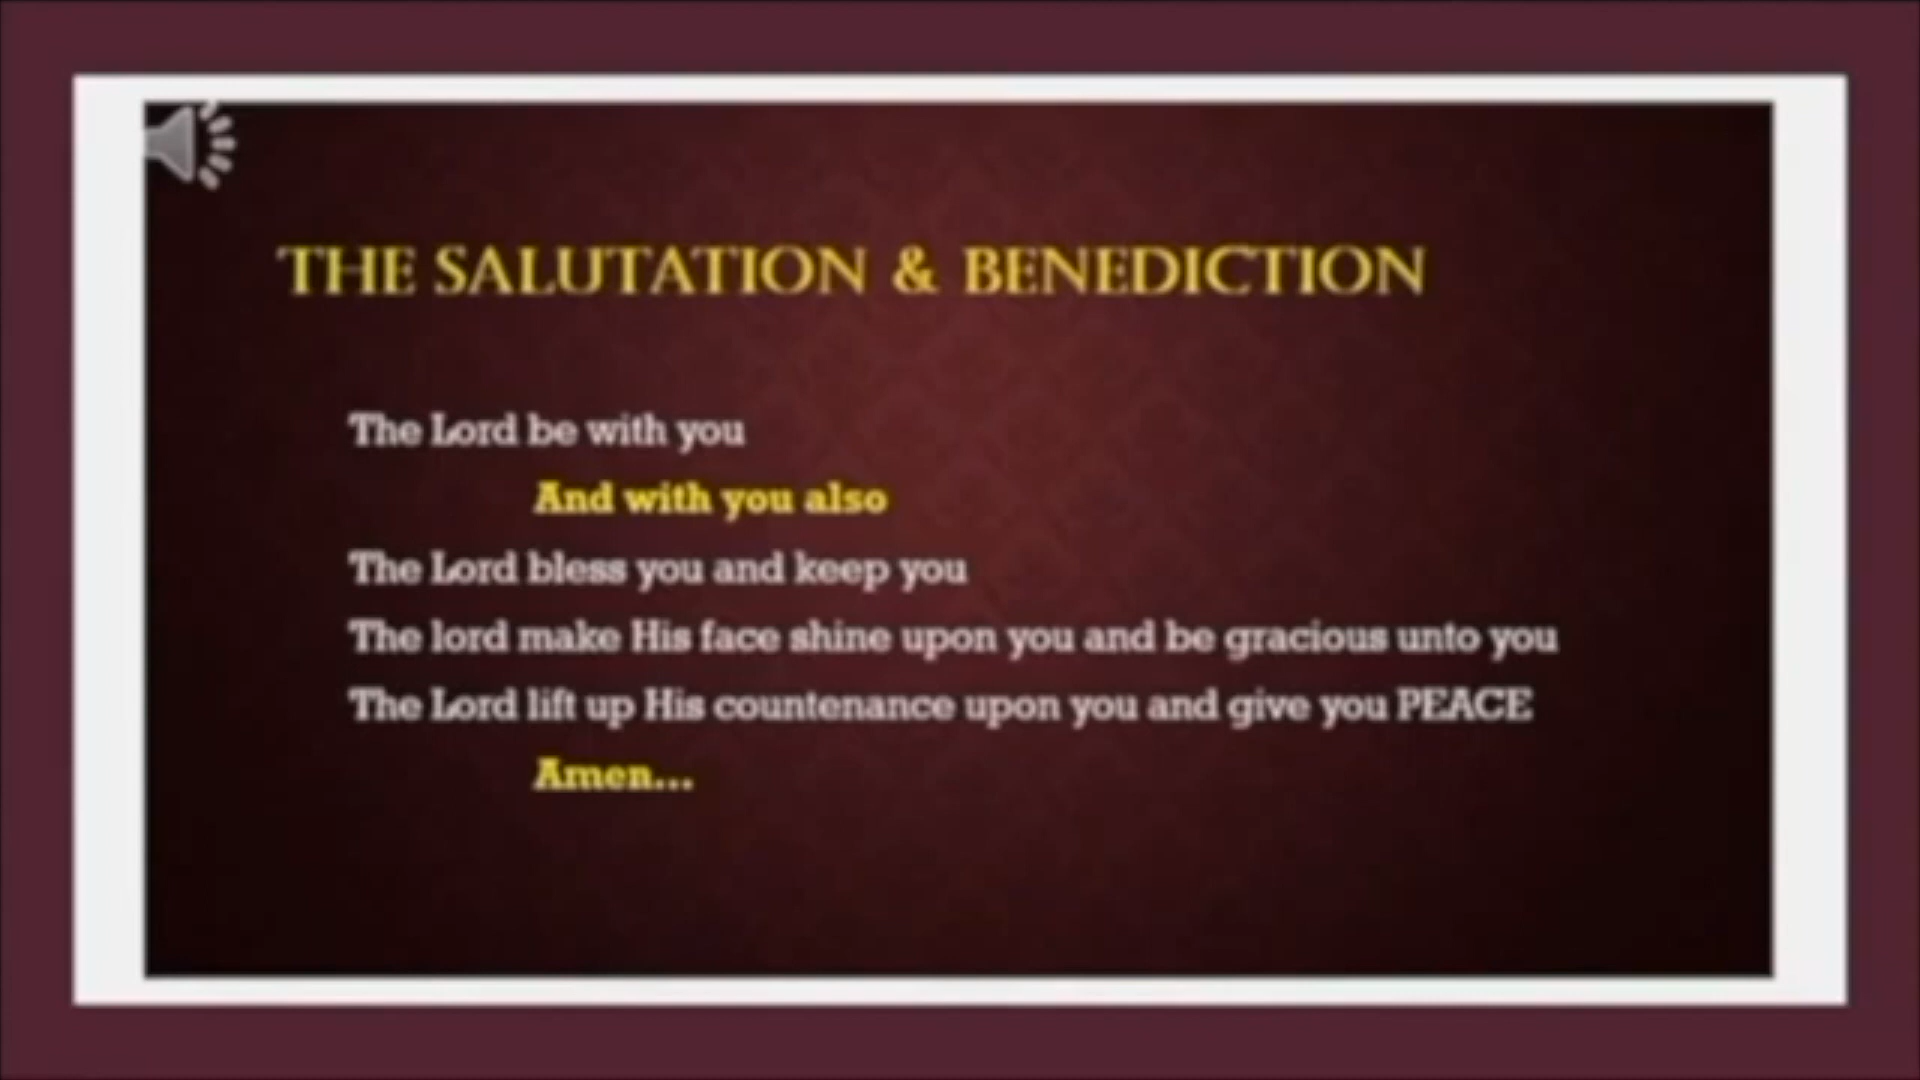 THE SALUTATION & BENEDICTION
The Lord be with you
And with you also
The Lord bless you and keep you
The lord make His face shine upon you and be gracious unto you
The Lord lift up His countenance upon you and give you PEACE
Amen...